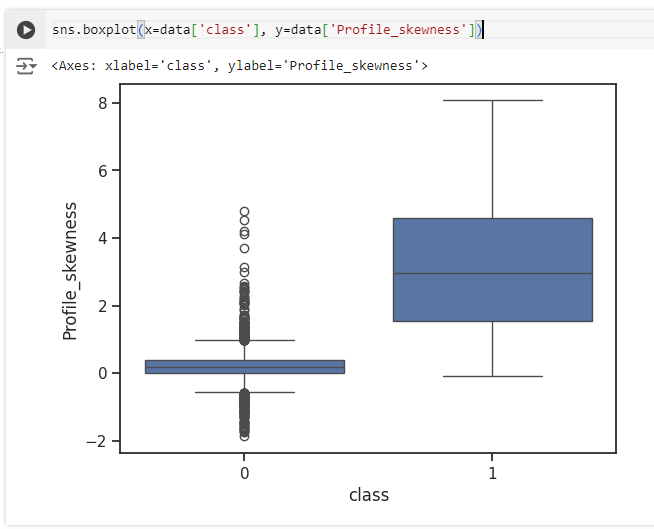 sns.boxplot(x=data['class'], y=data['Profile_skewness'])
<Axes: xlabel='class', ylabel='Profile_skewness'>
8
6
4
2
0
−2
Profile_skewness
0 1
class